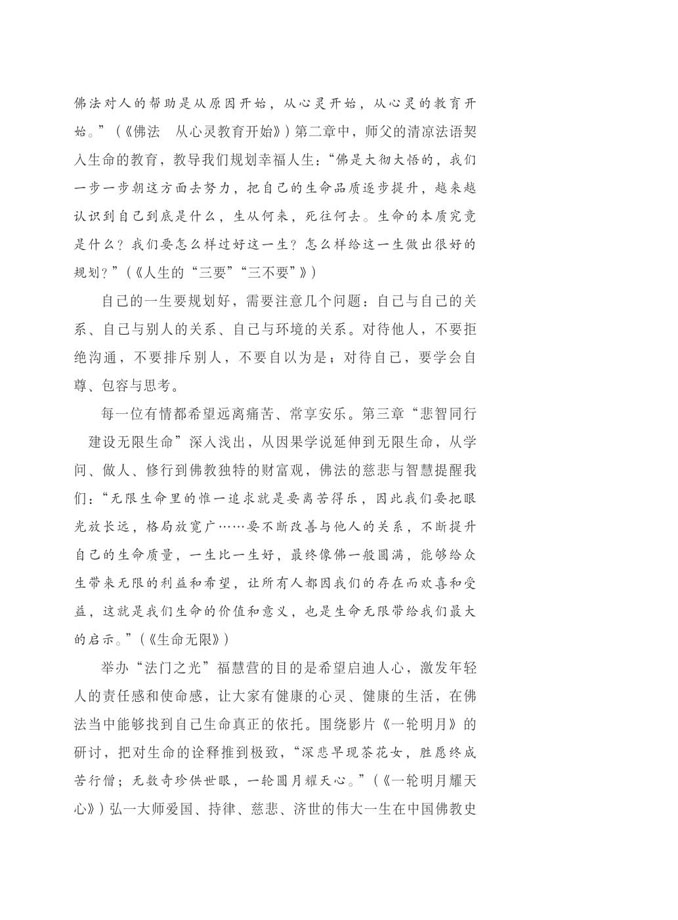 佛法对人的帮助是从原因开始，从心灵开始，从心灵的教育开
始。”（《佛法　从心灵教育开始》）第二章中，师父的清凉法语契
入生命的教育，教导我们规划幸福人生：“佛是大彻大悟的，我们
一步一步朝这方面去努力，把自己的生命品质逐步提升，越来越
认识到自己到底是什么，生从何来，死往何去。生命的本质究竟
是什么？我们要怎么样过好这一生？怎么样给这一生做出很好的
规划？”（《人生的“三要”“三不要”》）
自己的一生要规划好，需要注意几个问题：自己与自己的关
系、自己与别人的关系、自己与环境的关系。对待他人，不要拒
绝沟通，不要排斥别人，不要自以为是；对待自己，要学会自
尊、包容与思考。
每一位有情都希望远离痛苦、常享安乐。第三章“悲智同行
　建设无限生命”深入浅出，从因果学说延伸到无限生命，从学
问、做人、修行到佛教独特的财富观，佛法的慈悲与智慧提醒我
们：“无限生命里的惟一追求就是要离苦得乐，因此我们要把眼
光放长远，格局放宽广……要不断改善与他人的关系，不断提升
自己的生命质量，一生比一生好，最终像佛一般圆满，能够给众
生带来无限的利益和希望，让所有人都因我们的存在而欢喜和受
益，这就是我们生命的价值和意义，也是生命无限带给我们最大
的启示。”（《生命无限》）
举办“法门之光”福慧营的目的是希望启迪人心，激发年轻
人的责任感和使命感，让大家有健康的心灵、健康的生活，在佛
法当中能够找到自己生命真正的依托。围绕影片《一轮明月》的
研讨，把对生命的诠释推到极致，“深悲早现茶花女，胜愿终成
苦行僧；无数奇珍供世眼，一轮圆月耀天心。”（《一轮明月耀天
心》）弘一大师爱国、持律、慈悲、济世的伟大一生在中国佛教史